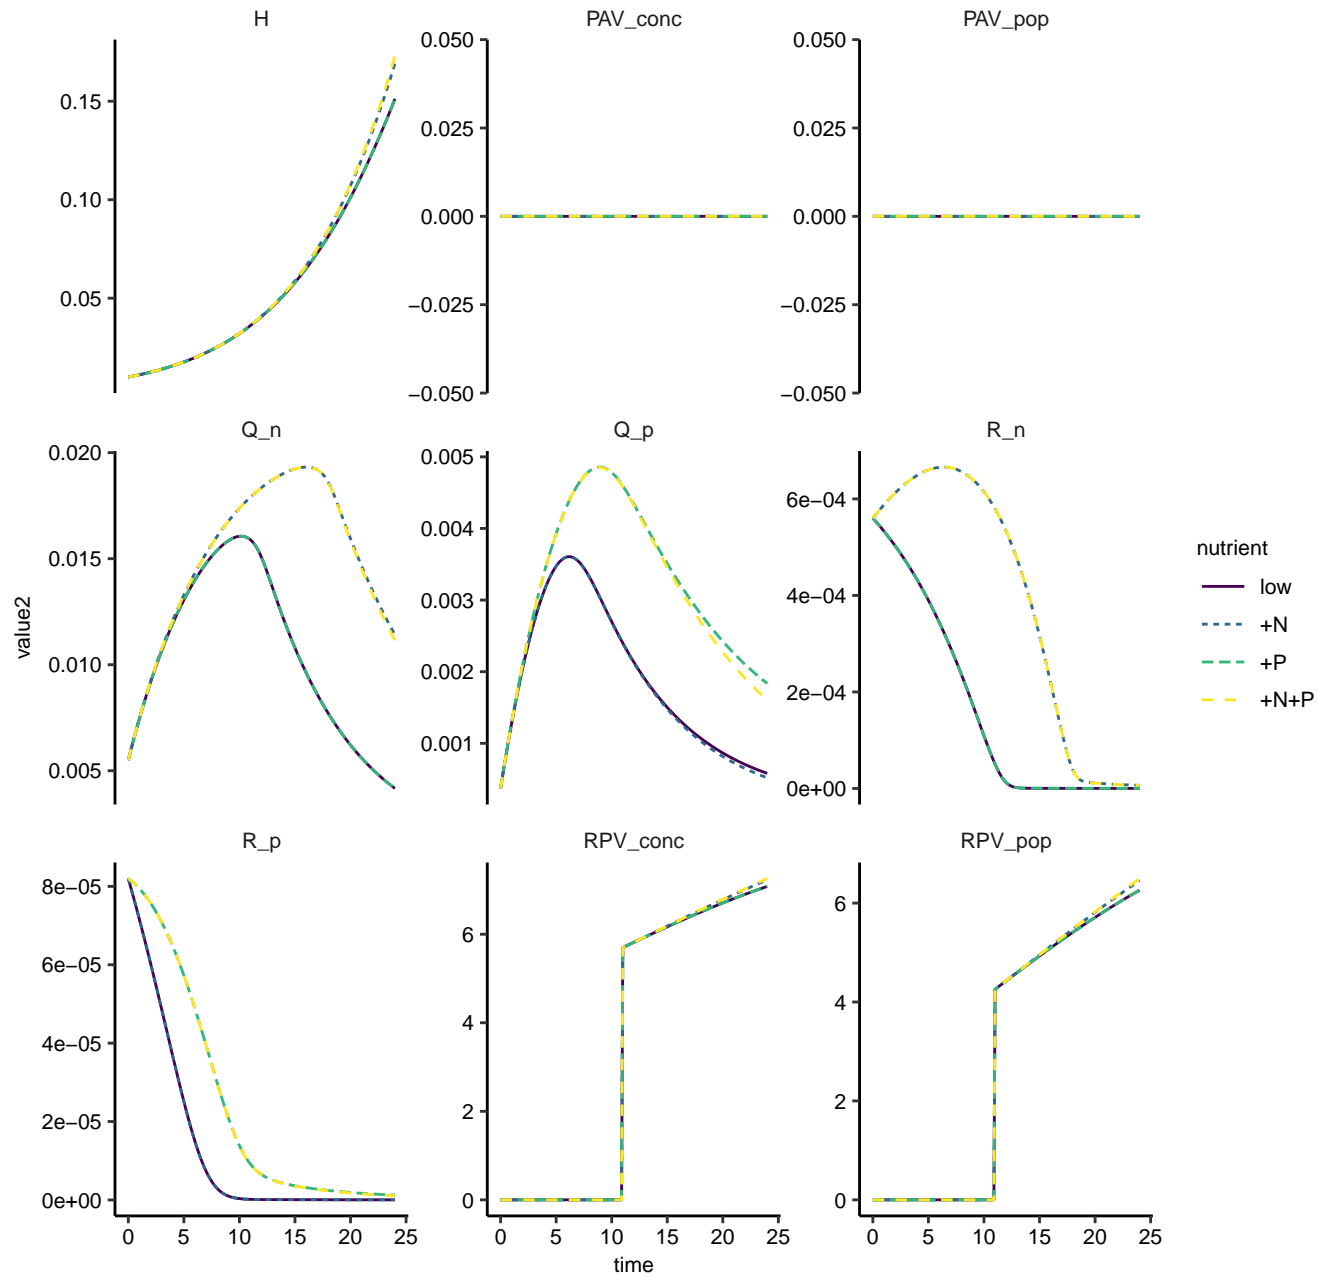 H
PAV_conc
PAV_pop
0.15
0.10
0.05
0.050
0.025
0.000
−0.025
−0.050
0.050
0.025
0.000
−0.025
−0.050
Q_n
Q_p
R_n
0.020
0.015
0.010
0.005
0.005
0.004
0.003
0.002
0.001
6e−04
4e−04
2e−04
0e+00
R_p
RPV_conc
RPV_pop
8e−05
6e−05
4e−05
2e−05
0e+00
6
4
2
0
6
4
2
0
0 5 10 15 20 25
0 5 10 15 20 25
0 5 10 15 20 25
time
value2
nutrient
low
+N
+P
+N+P